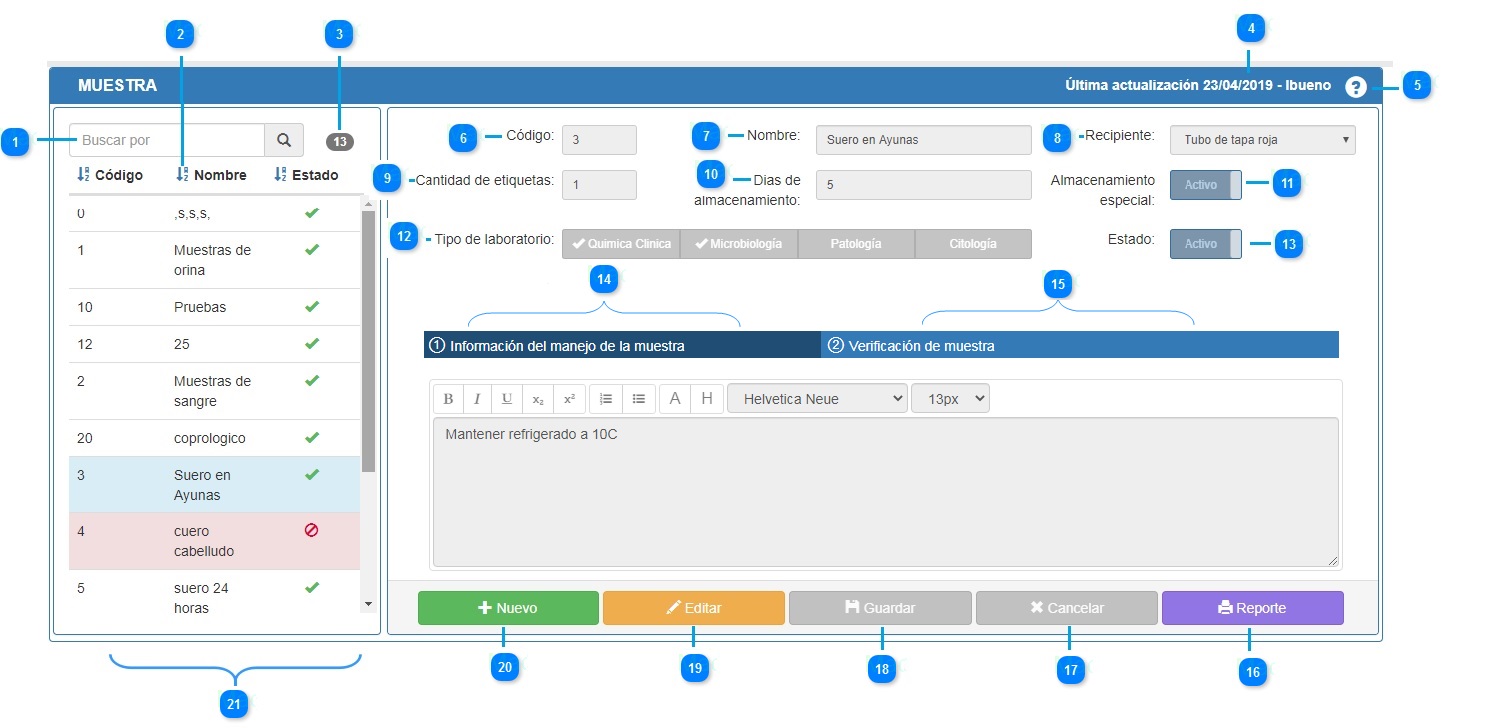 2
3
4
MUESTRA
Última actualización 23/04/2019 - lbueno
?
5
1
Buscar por
13
6
Código:
3
7
Nombre:
Suero en Ayunas
8
Recipiente:
Tubo de tapa roja
Código
Nombre
Estado
9
Cantidad de etiquetas:
1
10
Dias de
almacenamiento:
5
Almacenamiento
especial:
Activo
11
12
Tipo de laboratorio:
Quimica Clinica
Microbiología
Patología
Citología
Estado:
Activo
13
0
,s,s,s,
1
Muestras de
orina
10
Pruebas
12
25
2
Muestras de
sangre
20
coprologico
3
Suero en
Ayunas
4
cuero
cabelludo
5
suero 24
horas
14
15
1 Información del manejo de la muestra
2 Verificación de muestra
B I U x₂ x² A H Helvetica Neue 13px
Mantener refrigerado a 10C
Nuevo
Editar
Guardar
Cancelar
Reporte
20
19
18
17
16
21